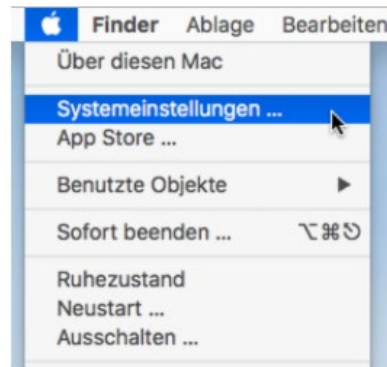 Finder Ablage Bearbeiten
Über diesen Mac
Systemeinstellungen ...
App Store ...
Benutzte Objekte ▶
Sofort beenden ... ⌥⌘⎋
Ruhezustand
Neustart ...
Ausschalten ...